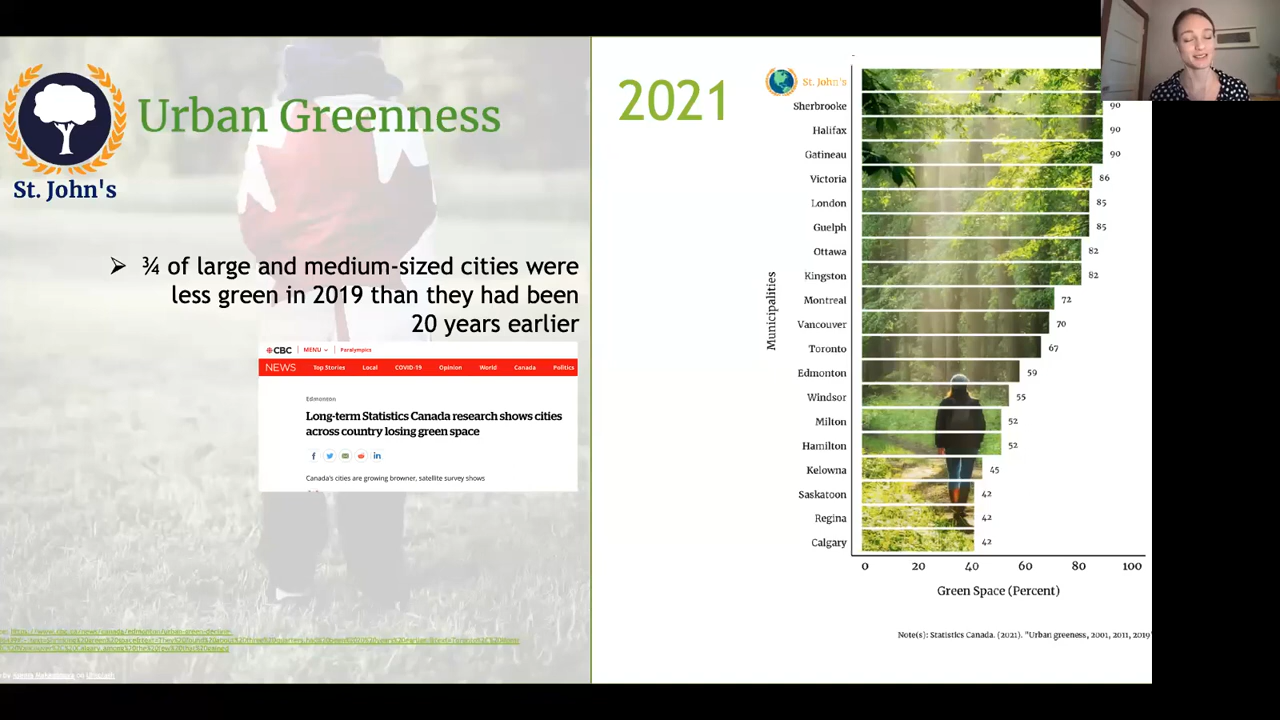 Urban Greenness
St. John's
➢ ¾ of large and medium-sized cities were
less green in 2019 than they had been
20 years earlier
CBC | MENU | Paralympics
NEWS Top Stories Local COVID-19 Opinion World Canada Politics
Edmonton
Long-term Statistics Canada research shows cities
across country losing green space
Canada's cities are growing browner, satellite survey shows
2021
St. John's
Sherbrooke 90
Halifax 90
Gatineau 90
Victoria 86
London 85
Guelph 85
Ottawa 82
Kingston 82
Montreal 72
Vancouver 70
Toronto 67
Edmonton 59
Windsor 55
Milton 52
Hamilton 52
Kelowna 45
Saskatoon 42
Regina 42
Calgary 42
Municipalities
0 20 40 60 80 100
Green Space (Percent)
Note(s): Statistics Canada. (2021). "Urban greeness, 2001, 2011, 2019"